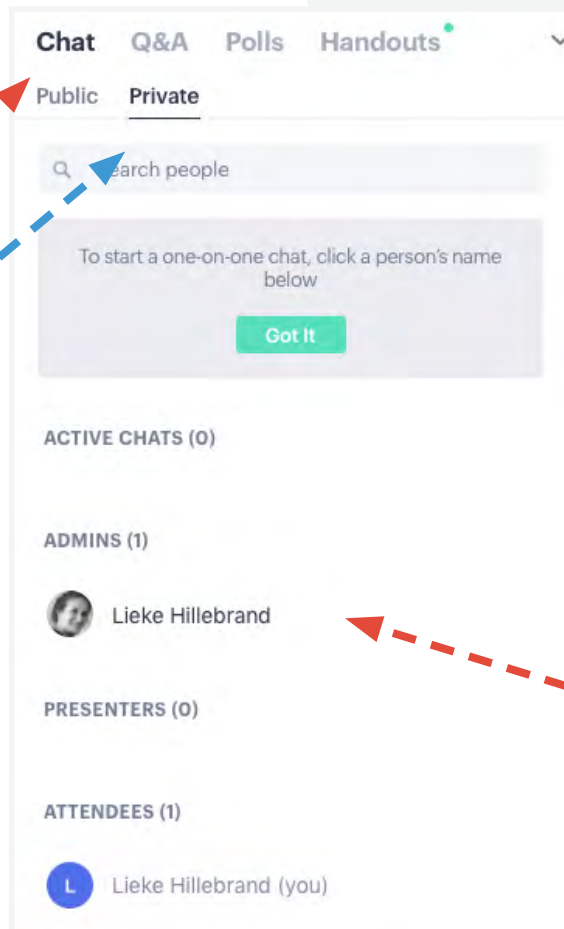 Chat Q&A Polls Handouts
Public Private
earch people
To start a one-on-one chat, click a person's name
below
Got It
ACTIVE CHATS (0)
ADMINS (1)
Lieke Hillebrand
PRESENTERS (0)
ATTENDEES (1)
L Lieke Hillebrand (you)